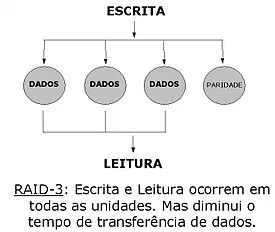 ESCRITA
DADOS DADOS DADOS PARIDADE
LEITURA
RAID-3: Escrita e Leitura ocorrem em
todas as unidades. Mas diminui o
tempo de transferência de dados.